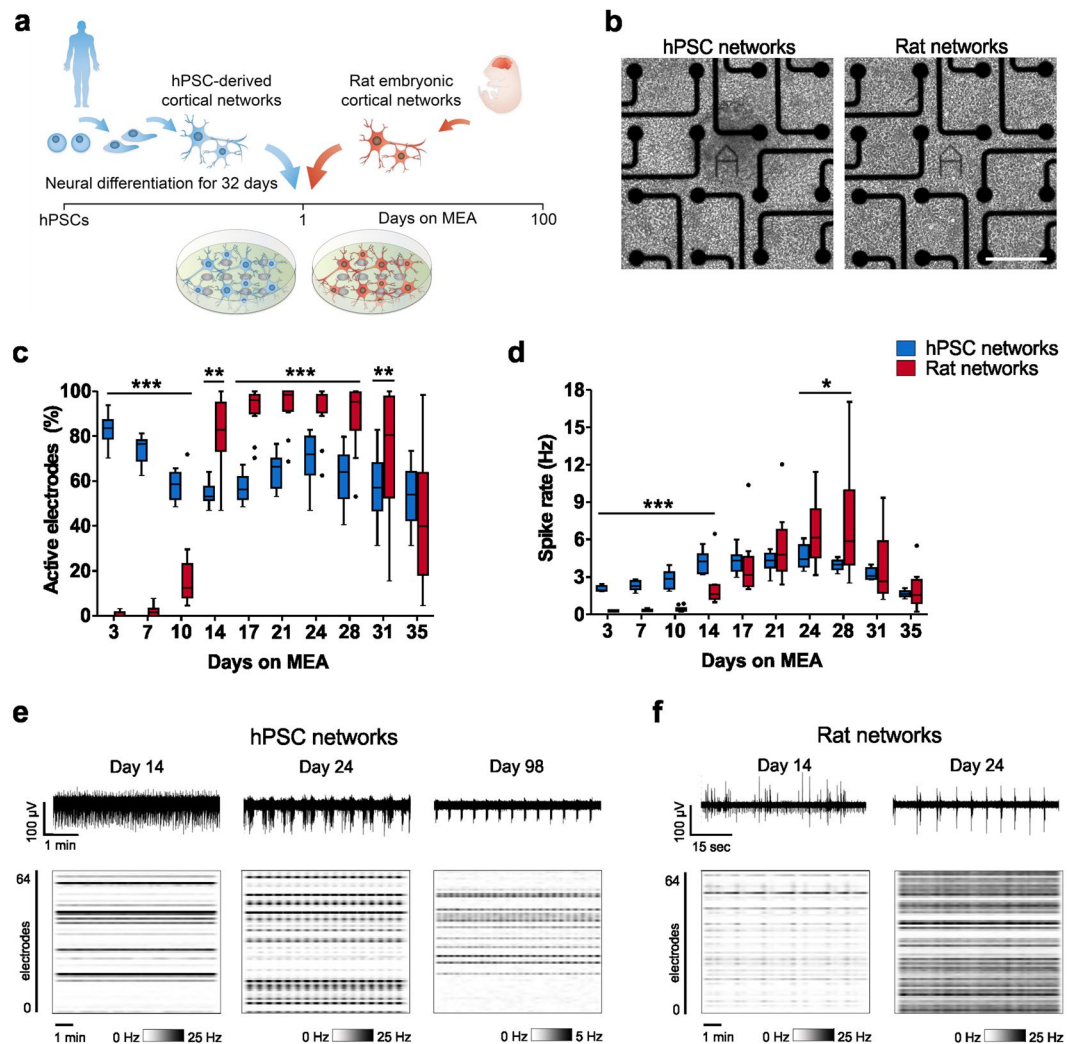 a
hPSC-derived
cortical networks
Rat embryonic
cortical networks
Neural differentiation for 32 days
hPSCs
1
Days on MEA
100
b
hPSC networks
Rat networks
A
A
c
Active electrodes (%)
100
80
60
40
20
0
***
**
***
**
3 7 10 14 17 21 24 28 31 35
Days on MEA
d
hPSC networks
Rat networks
Spike rate (Hz)
18
15
12
9
6
3
0
***
*
3 7 10 14 17 21 24 28 31 35
Days on MEA
e
hPSC networks
Day 14
Day 24
Day 98
100 µV
1 min
64
electrodes
0
1 min
0 Hz 25 Hz
0 Hz 25 Hz
0 Hz 5 Hz
f
Rat networks
Day 14
Day 24
100 µV
15 sec
64
electrodes
0
1 min
0 Hz 25 Hz
0 Hz 25 Hz